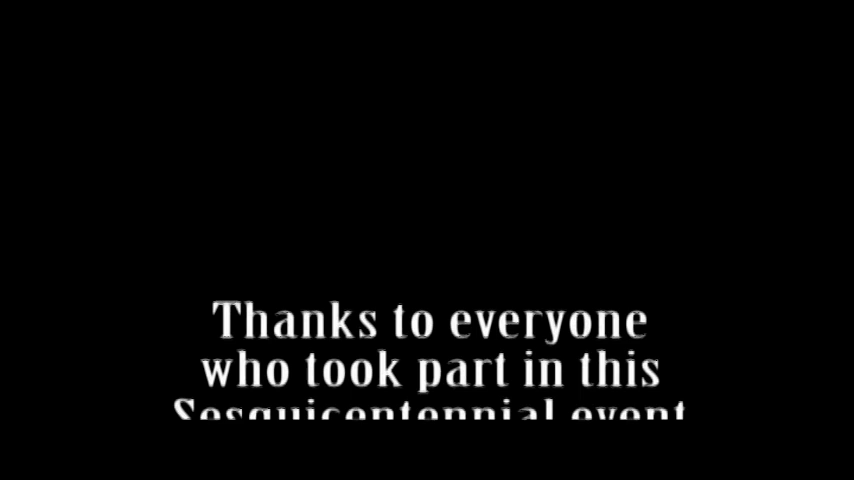 Thanks to everyone
who took part in this
Sesquicentennial event